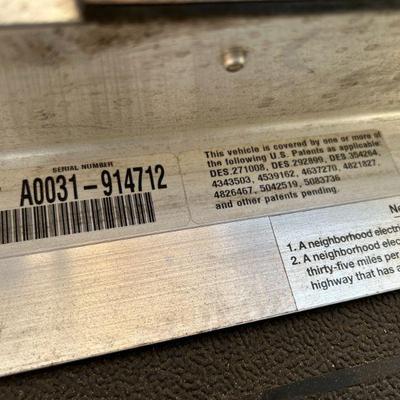 SERIAL NUMBER
A0031-914712
This vehicle is covered by one or more of
the following U.S. Patents as applicable
DES.271008, DES.292899, DES.354264,
4343503, 4539162, 4637270, 4821827,
4826467, 5042519, 5083736
and other patents pending.
1. A neighborhood electri
2. A neighborhood elec
thirty-five miles per
highway that has a